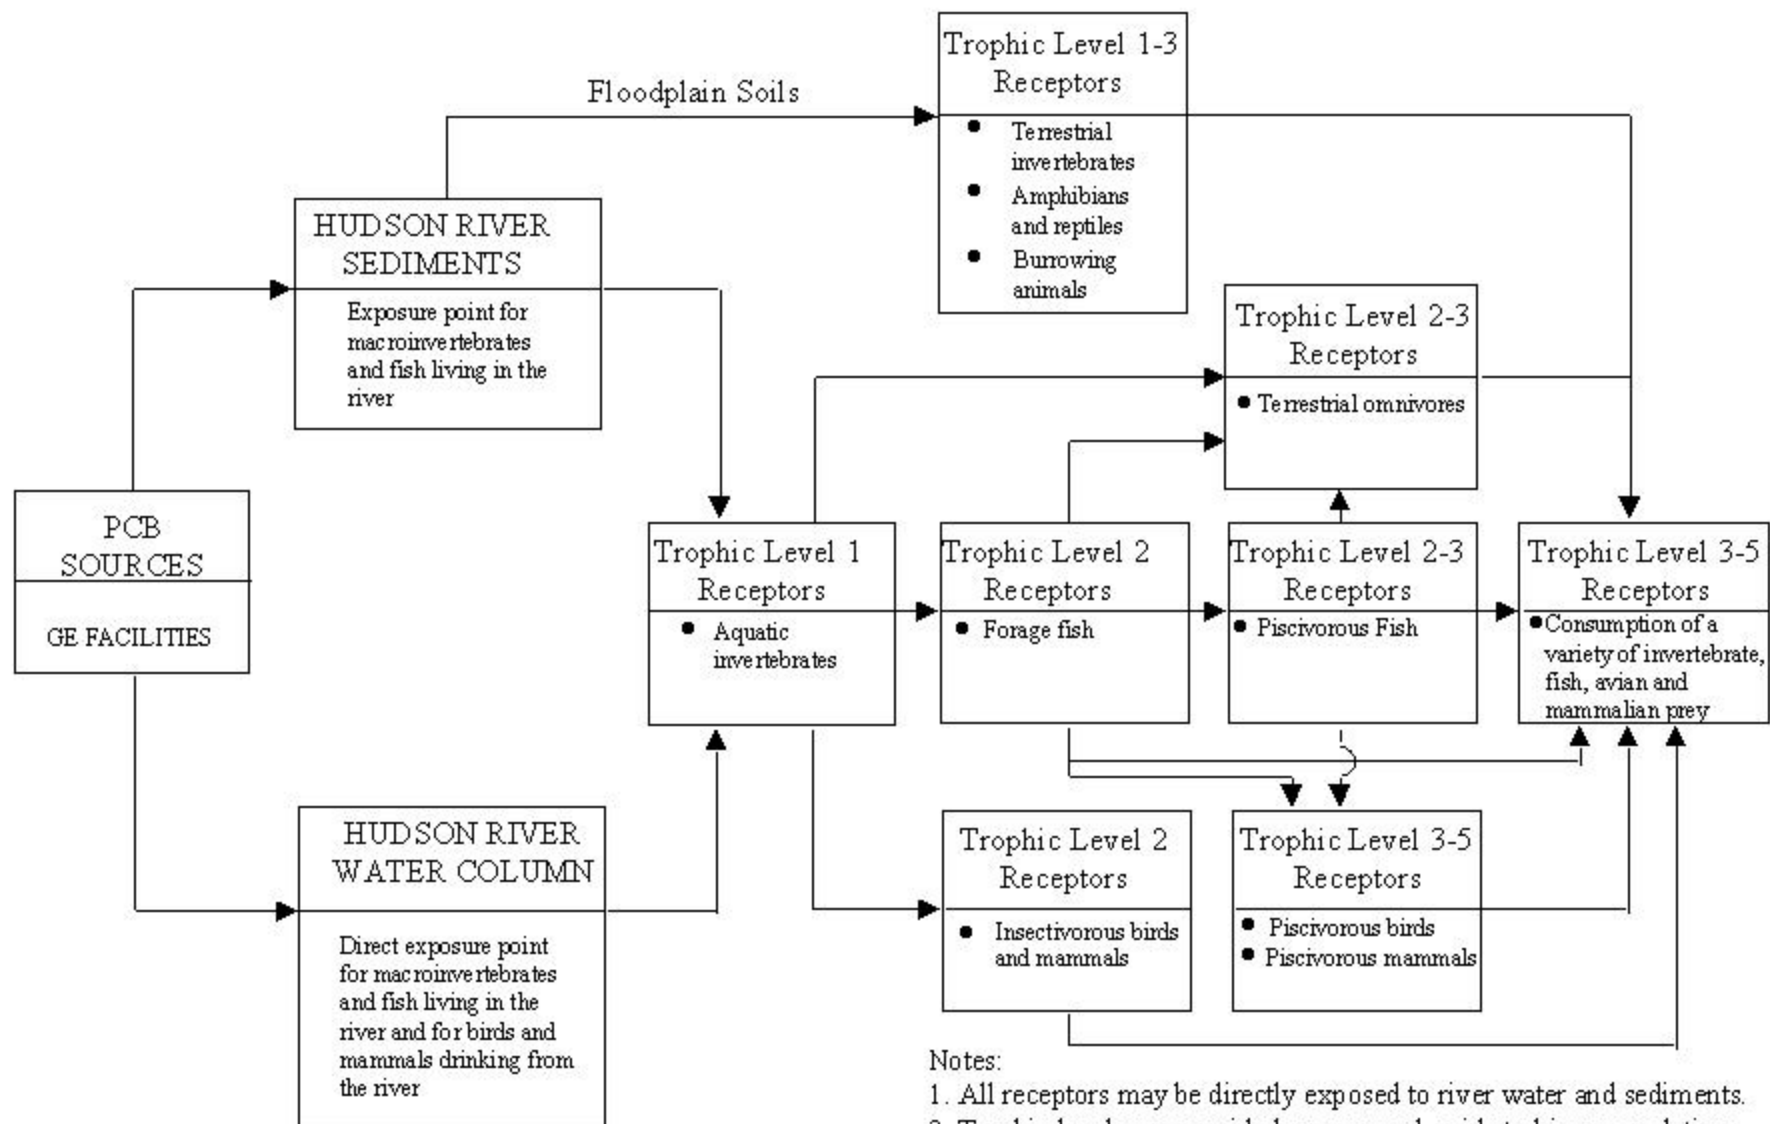 Trophic Level 1-3
Receptors
Floodplain Soils
Terrestrial
invertebrates
Amphibians
and reptiles
Burrowing
animals
HUDSON RIVER
SEDIMENTS
Exposure point for
macroinvertebrates
and fish living in the
river
Trophic Level 2-3
Receptors
Terrestrial omnivores
PCB
SOURCES
GE FACILITIES
Trophic Level 1
Receptors
Aquatic
invertebrates
Trophic Level 2
Receptors
Forage fish
Trophic Level 2-3
Receptors
Piscivorous Fish
Trophic Level 3-5
Receptors
Consumption of a
variety of invertebrate,
fish, avian and
mammalian prey
HUDSON RIVER
WATER COLUMN
Direct exposure point
for macroinvertebrates
and fish living in the
river and for birds and
mammals drinking from
the river
Trophic Level 2
Receptors
Insectivorous birds
and mammals
Trophic Level 3-5
Receptors
Piscivorous birds
Piscivorous mammals
Notes:
1. All receptors may be directly exposed to river water and sediments.